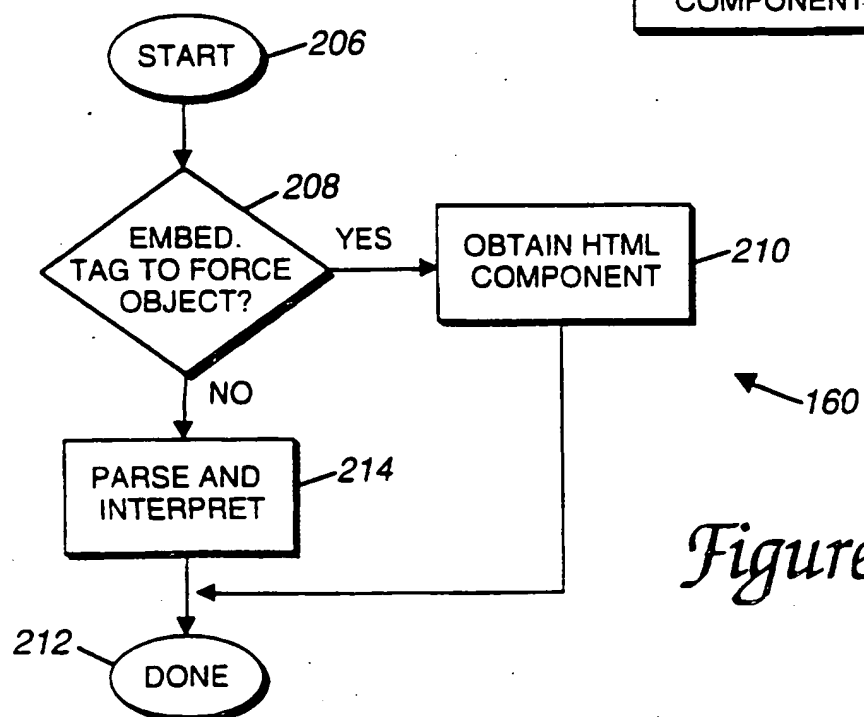 COMPONENT
START
206
208
EMBED.
TAG TO FORCE
OBJECT?
YES
OBTAIN HTML
COMPONENT
210
NO
160
PARSE AND
INTERPRET
214
Figure
212
DONE